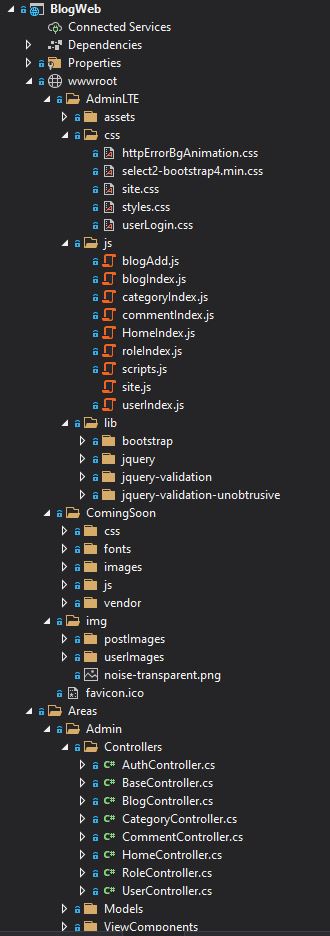 BlogWeb
Connected Services
Dependencies
Properties
wwwroot
AdminLTE
assets
css
httpErrorBgAnimation.css
select2-bootstrap4.min.css
site.css
styles.css
userLogin.css
js
blogAdd.js
blogIndex.js
categoryIndex.js
commentIndex.js
HomeIndex.js
roleIndex.js
scripts.js
site.js
userIndex.js
lib
bootstrap
jquery
jquery-validation
jquery-validation-unobtrusive
ComingSoon
css
fonts
images
js
vendor
img
postImages
userImages
noise-transparent.png
favicon.ico
Areas
Admin
Controllers
C# AuthController.cs
C# BaseController.cs
C# BlogController.cs
C# CategoryController.cs
C# CommentController.cs
C# HomeController.cs
C# RoleController.cs
C# UserController.cs
Models
ViewComponents